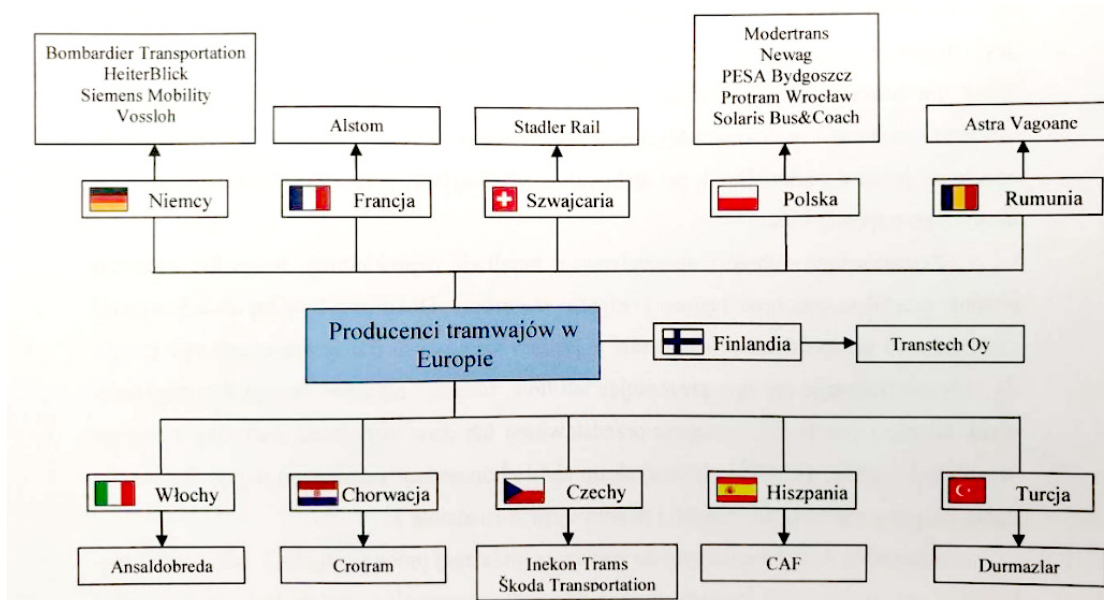 Bombardier Transportation
HeiterBlick
Siemens Mobility
Vossloh
Alstom
Stadler Rail
Modertrans
Newag
PESA Bydgoszcz
Protram Wrocław
Solaris Bus&Coach
Astra Vagoane
Niemcy
Francja
Szwajcaria
Polska
Rumunia
Producenci tramwajów w
Europie
Finlandia
Transtech Oy
Włochy
Chorwacja
Czechy
Hiszpania
Turcja
Ansaldobreda
Crotram
Inekon Trams
Škoda Transportation
CAF
Durmazlar